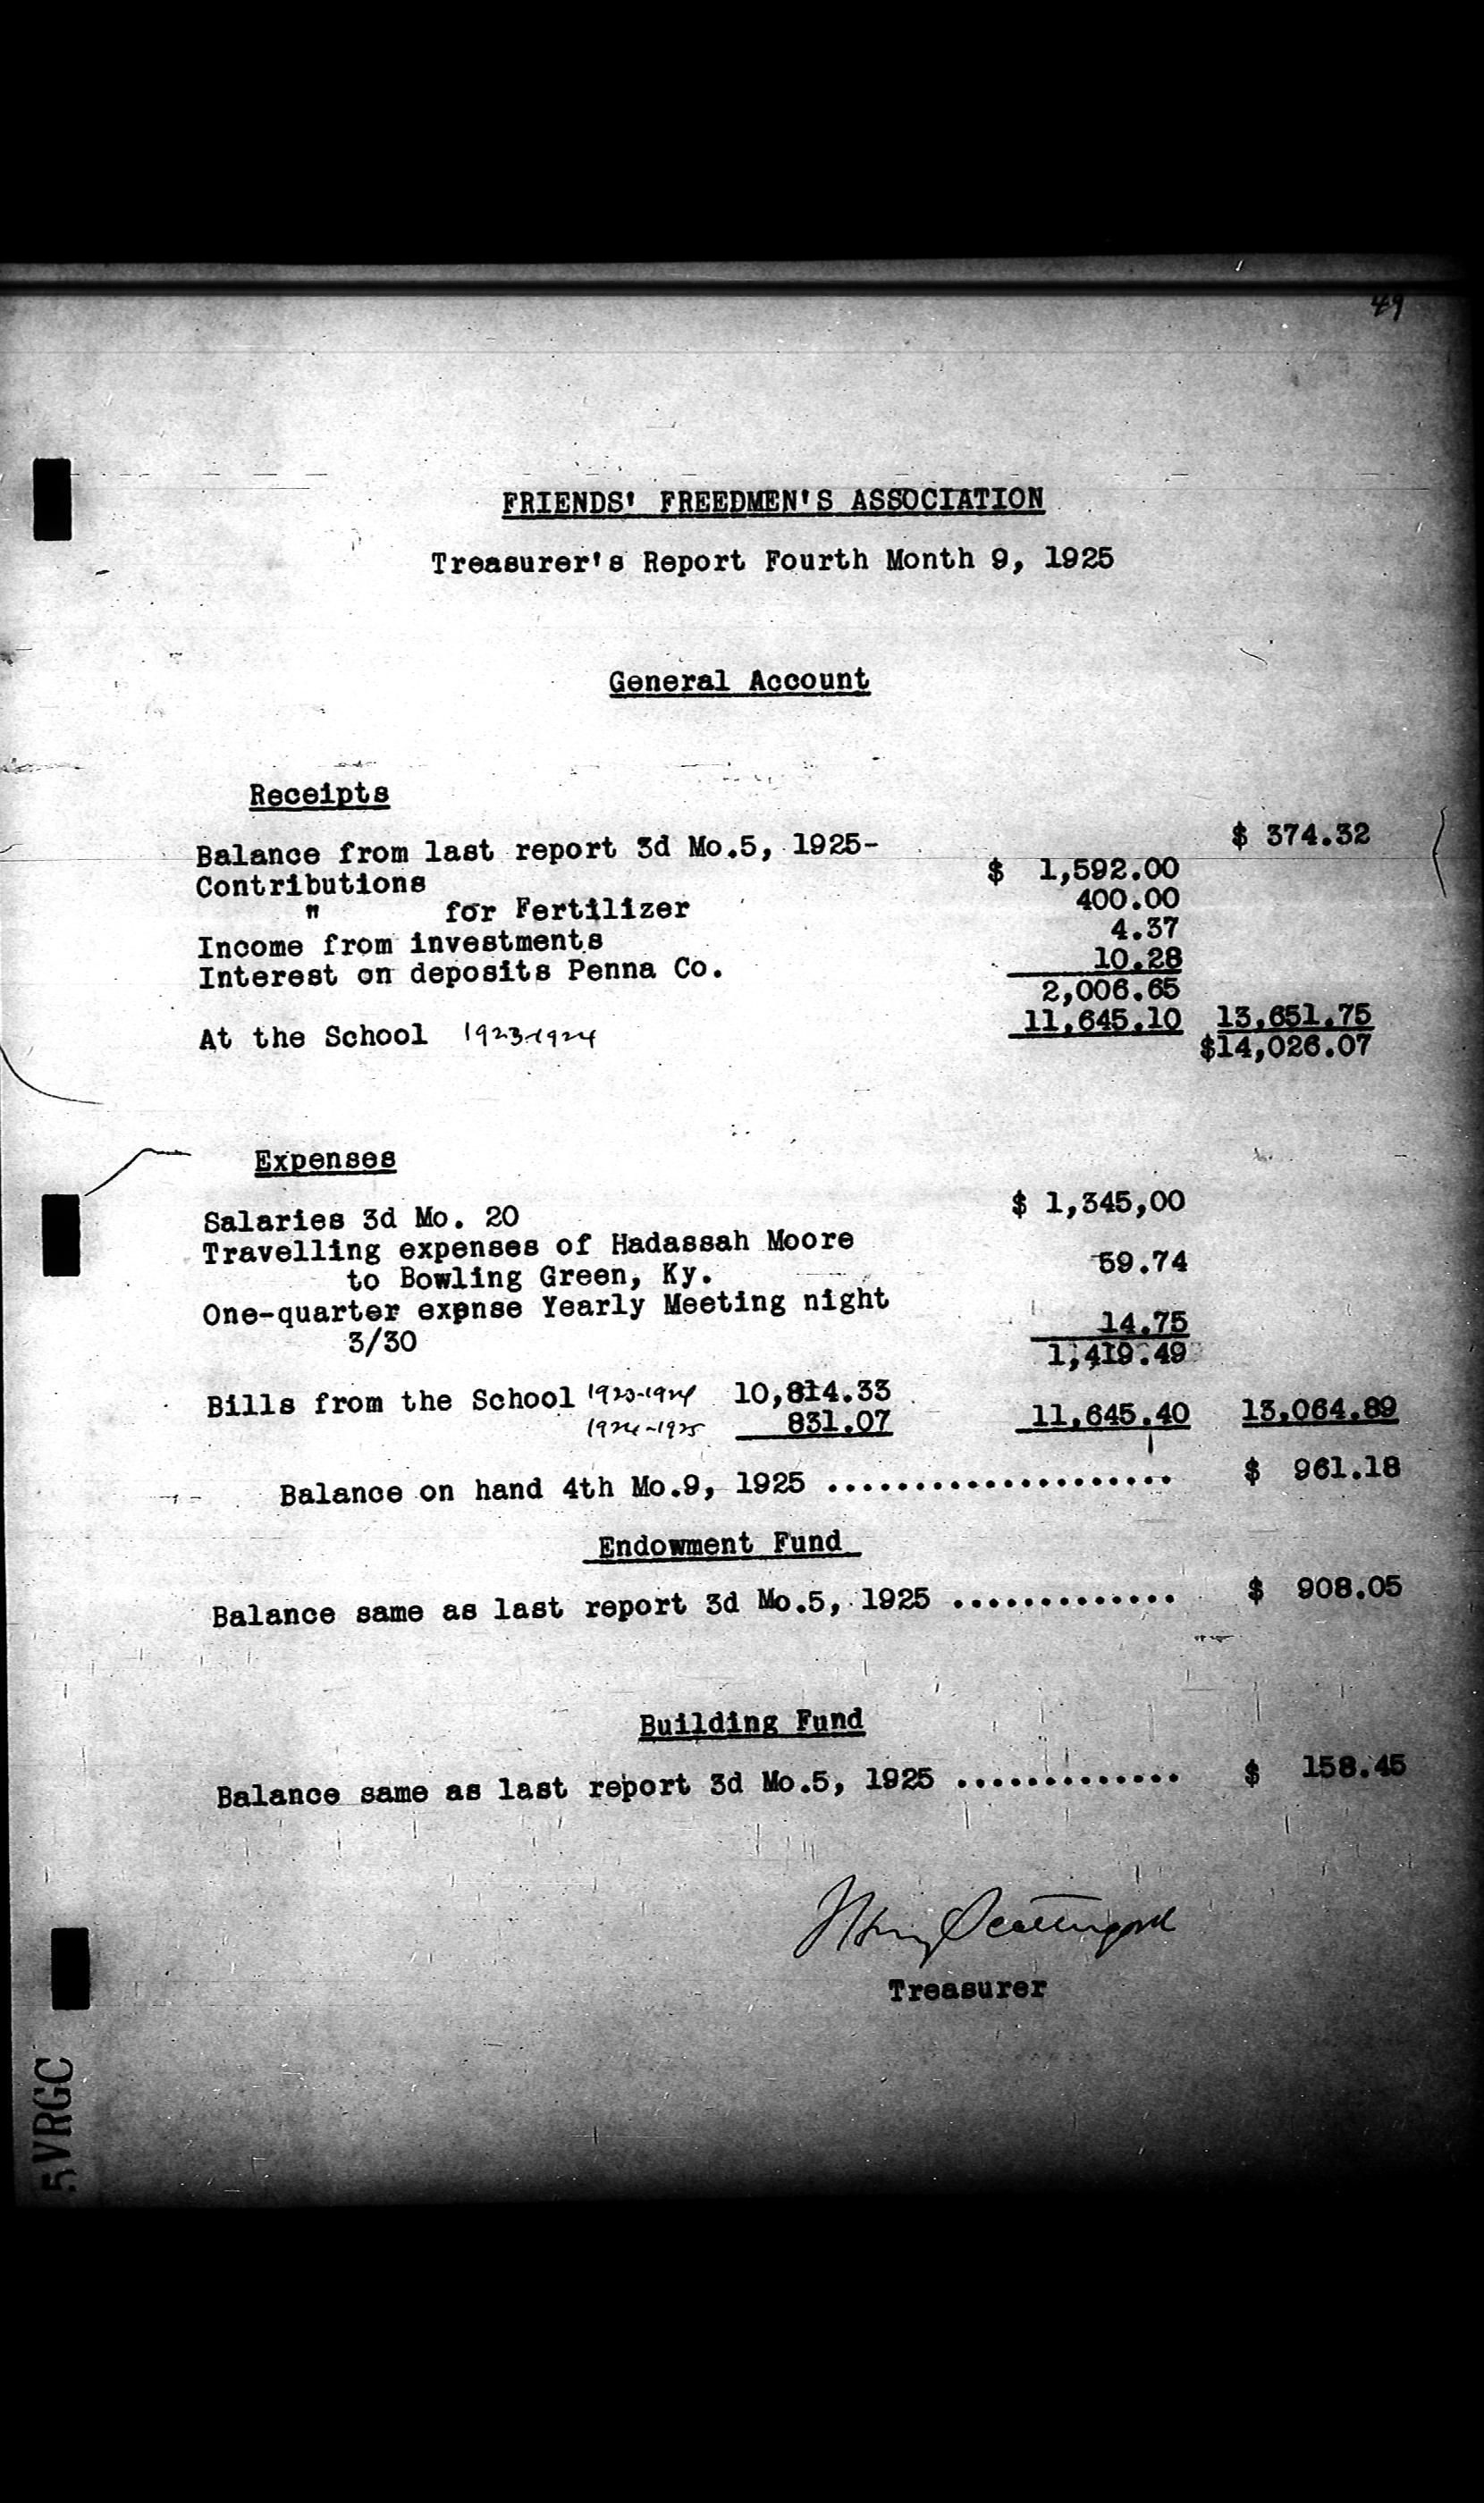 49
FRIENDS' FREEDMEN'S ASSOCIATION
Treasurer's Report Fourth Month 9, 1925
General Account
Receipts
Balance from last report 3d Mo.5, 1925- $ 374.32
Contributions $ 1,592.00
" for Fertilizer 400.00
Income from investments 4.37
Interest on deposits Penna Co. 10.28
2,006.65
At the School 1923-1924 11,645.10 13,651.75
$14,026.07
Expenses
Salaries 3d Mo. 20 $ 1,345,00
Travelling expenses of Hadassah Moore
to Bowling Green, Ky. 59.74
One-quarter expnse Yearly Meeting night
3/30 14.75
1,419.49
Bills from the School 1923-1924 10,814.33
1924-1925 831.07 11,645.40 13,064.89
Balance on hand 4th Mo.9, 1925 .................... $ 961.18
Endowment Fund
Balance same as last report 3d Mo.5, 1925 ............. $ 908.05
Building Fund
Balance same as last report 3d Mo.5, 1925 ............. $ 158.45
Treasurer
5VRGC